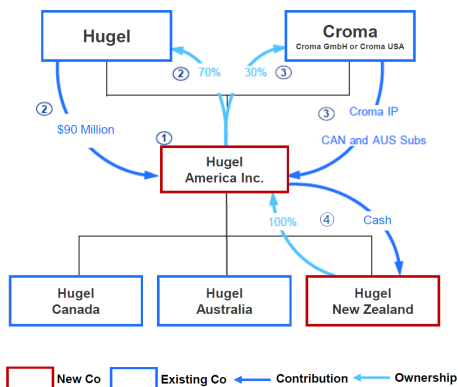 Hugel
Croma
Croma GmbH or Croma USA
② 70%
30% ③
②
$90 Million
③ Croma IP
CAN and AUS Subs
①
Hugel
America Inc.
100%
④ Cash
Hugel
Canada
Hugel
Australia
Hugel
New Zealand
New Co
Existing Co
Contribution
Ownership